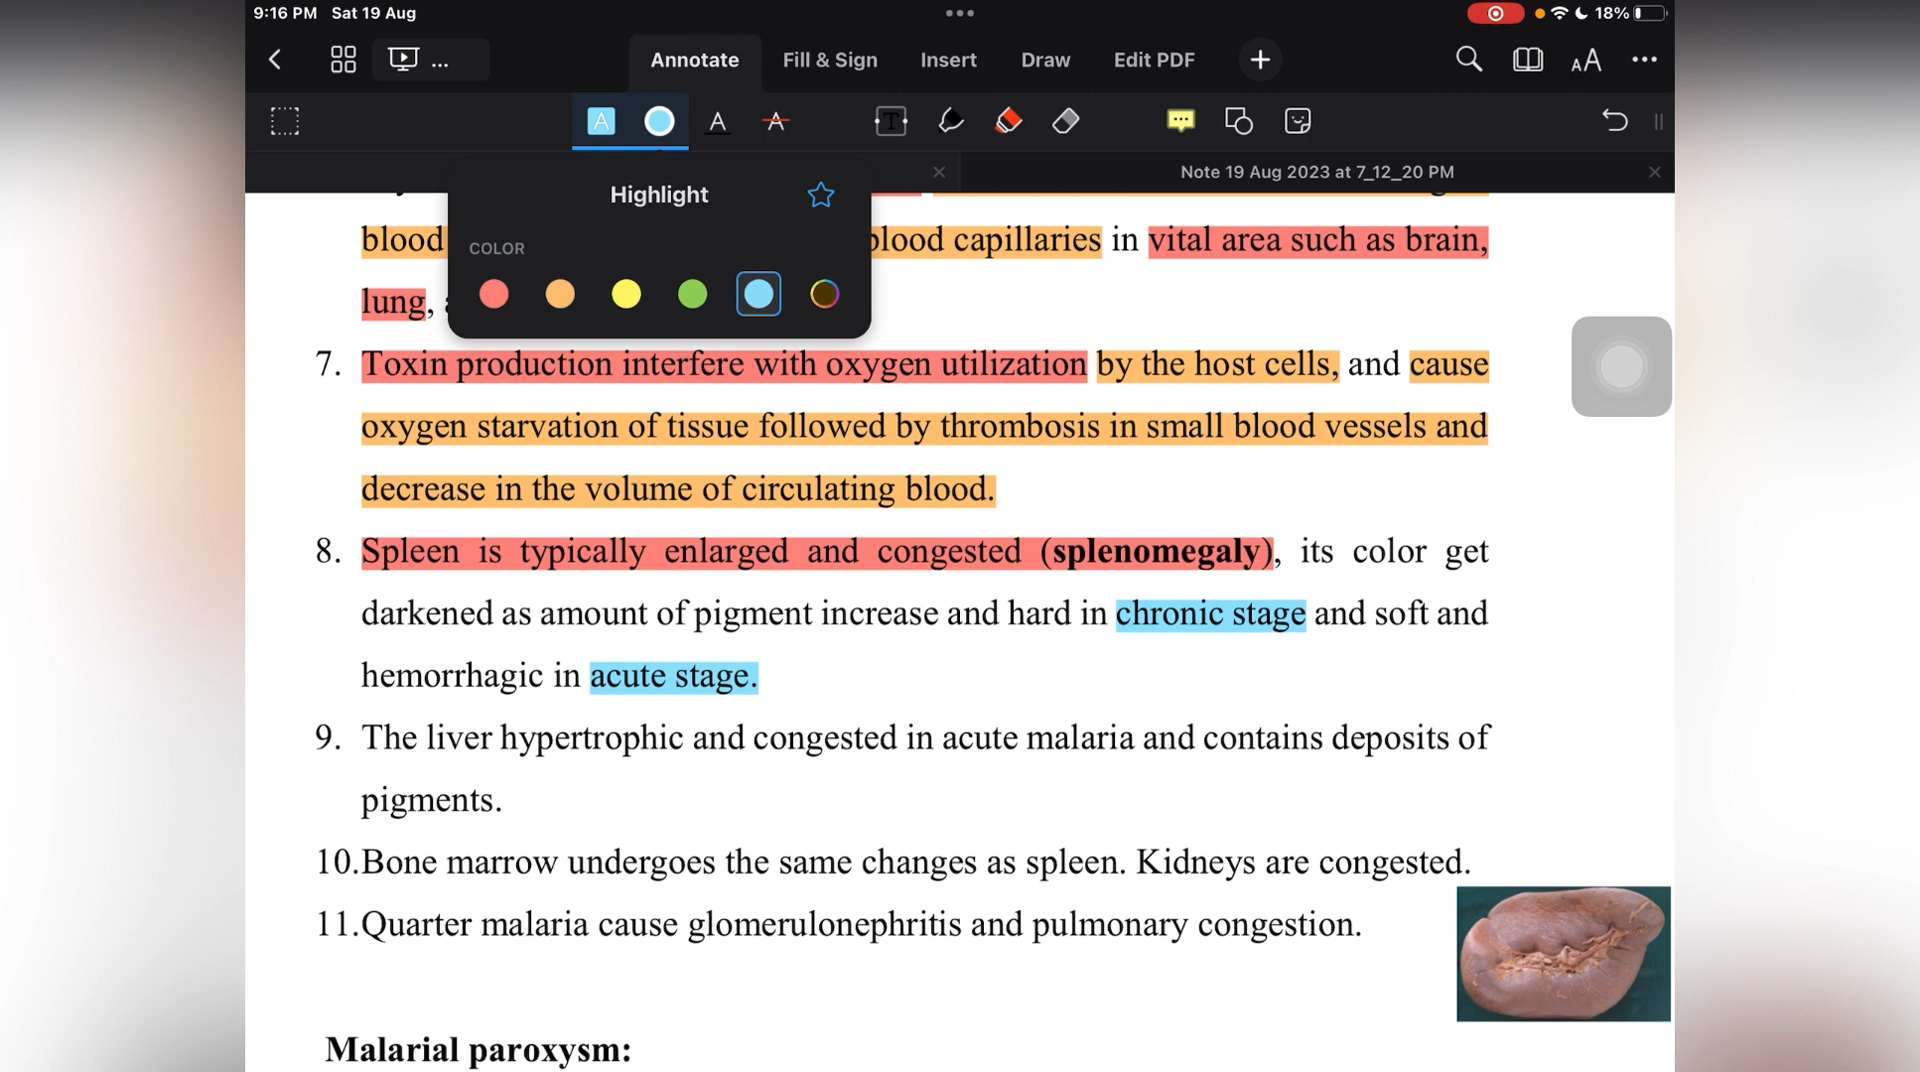 9:16 PM Sat 19 Aug
18%
...
Annotate
Fill & Sign
Insert
Draw
Edit PDF
AA
A
A
A
T
Note 19 Aug 2023 at 7_12_20 PM
Highlight
COLOR
blood
blood capillaries in vital area such as brain,
lung,
7. Toxin production interfere with oxygen utilization by the host cells, and cause
oxygen starvation of tissue followed by thrombosis in small blood vessels and
decrease in the volume of circulating blood.
8. Spleen is typically enlarged and congested (splenomegaly), its color get
darkened as amount of pigment increase and hard in chronic stage and soft and
hemorrhagic in acute stage.
9. The liver hypertrophic and congested in acute malaria and contains deposits of
pigments.
10.Bone marrow undergoes the same changes as spleen. Kidneys are congested.
11.Quarter malaria cause glomerulonephritis and pulmonary congestion.
Malarial paroxysm: